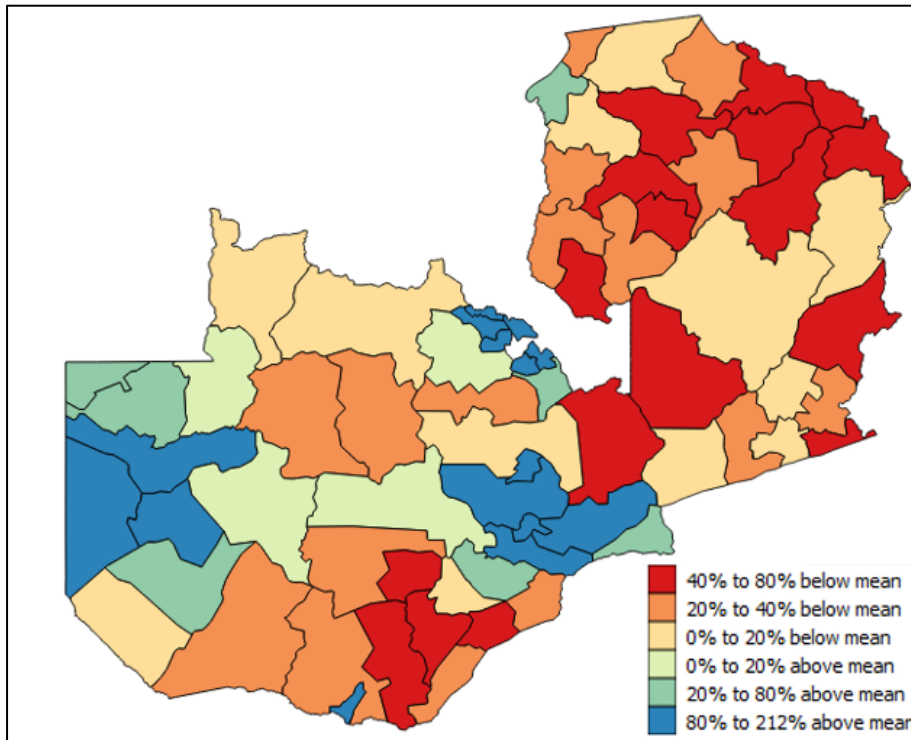 40% to 80% below mean
20% to 40% below mean
0% to 20% below mean
0% to 20% above mean
20% to 80% above mean
80% to 212% above mean